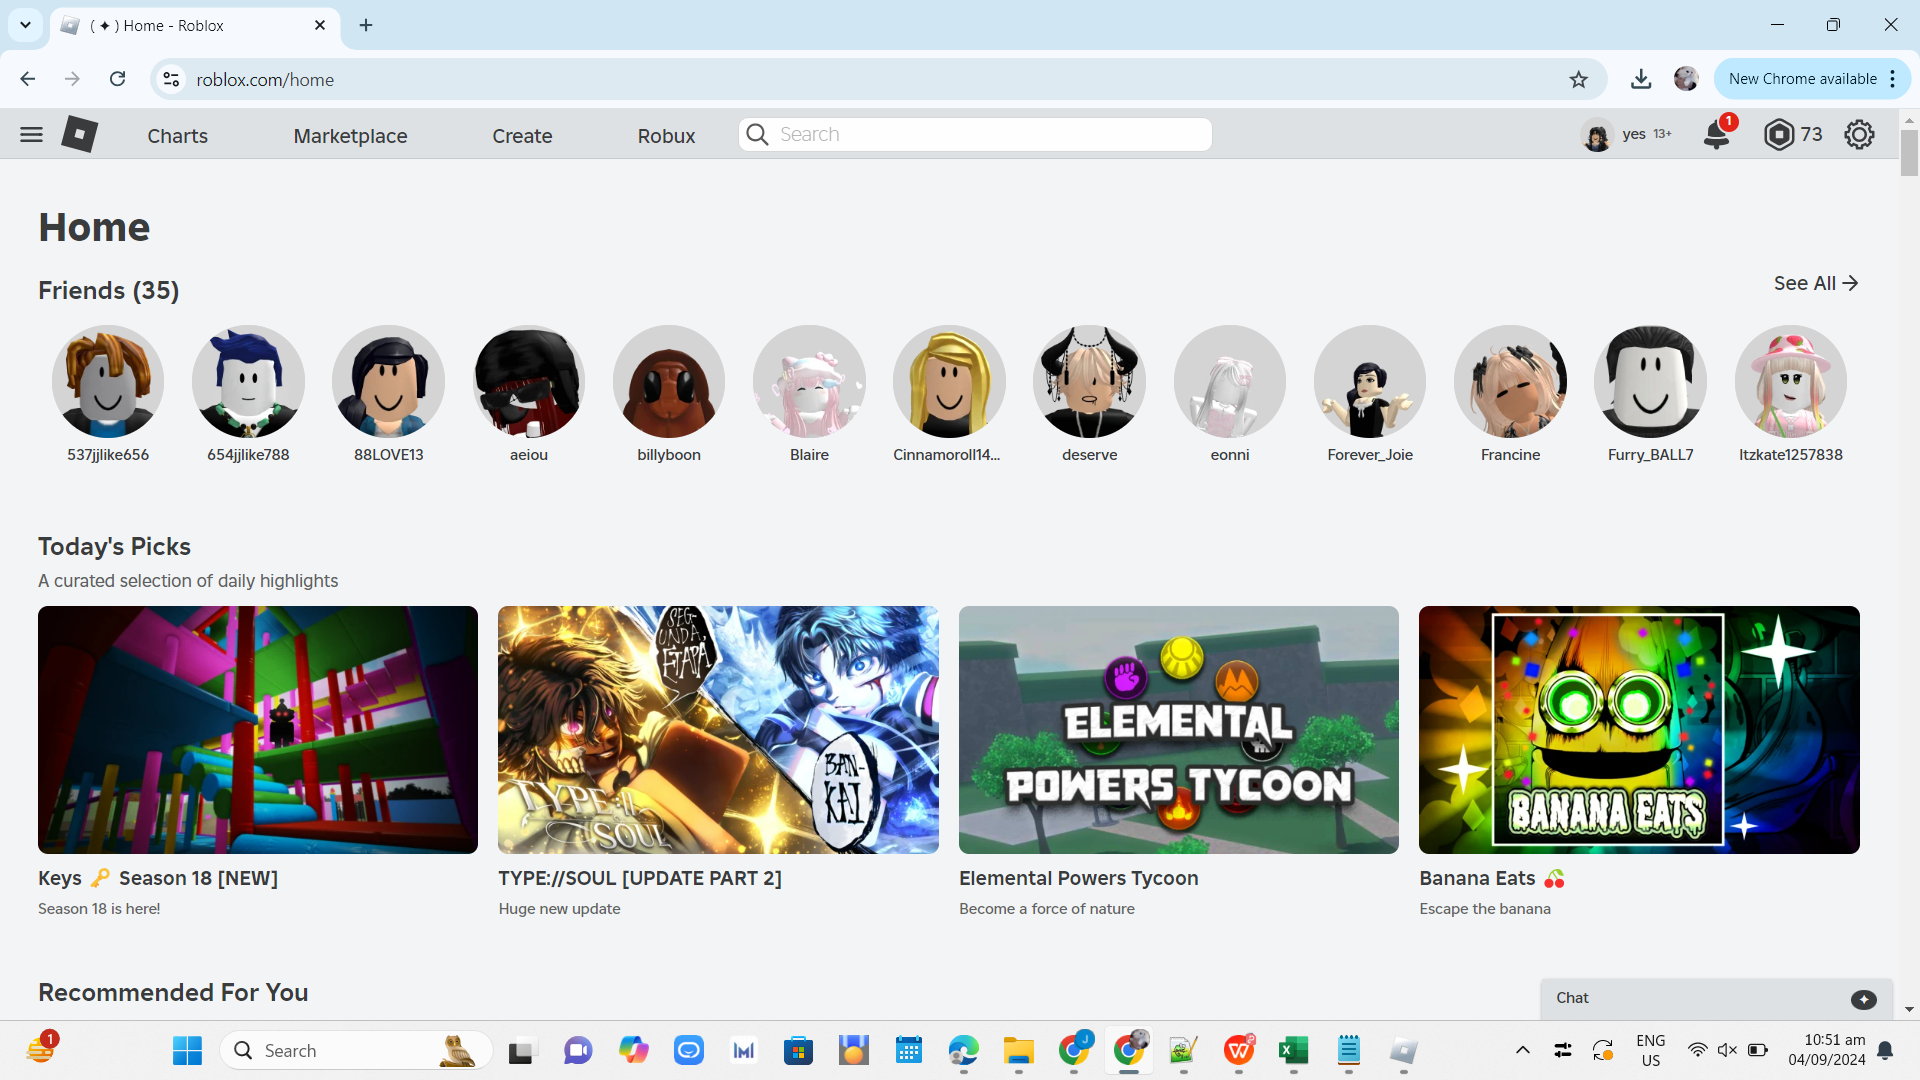 ( ✦ ) Home - Roblox
roblox.com/home
New Chrome available
Charts
Marketplace
Create
Robux
Search
yes 13+
1
73
Home
Friends (35)
See All
537jjlike656
654jjlike788
88LOVE13
aeiou
billyboon
Blaire
Cinnamoroll14...
deserve
eonni
Forever_Joie
Francine
Furry_BALL7
Itzkate1257838
Today's Picks
A curated selection of daily highlights
SEG-
UNDA
ETAPA
BAN-
KAI
TYPE://
SOUL
ELEMENTAL
POWERS TYCOON
BANANA EATS
Keys 🔑 Season 18 [NEW]
Season 18 is here!
TYPE://SOUL [UPDATE PART 2]
Huge new update
Elemental Powers Tycoon
Become a force of nature
Banana Eats 🍒
Escape the banana
Recommended For You
Chat
1
Search
J
ENG
US
10:51 am
04/09/2024